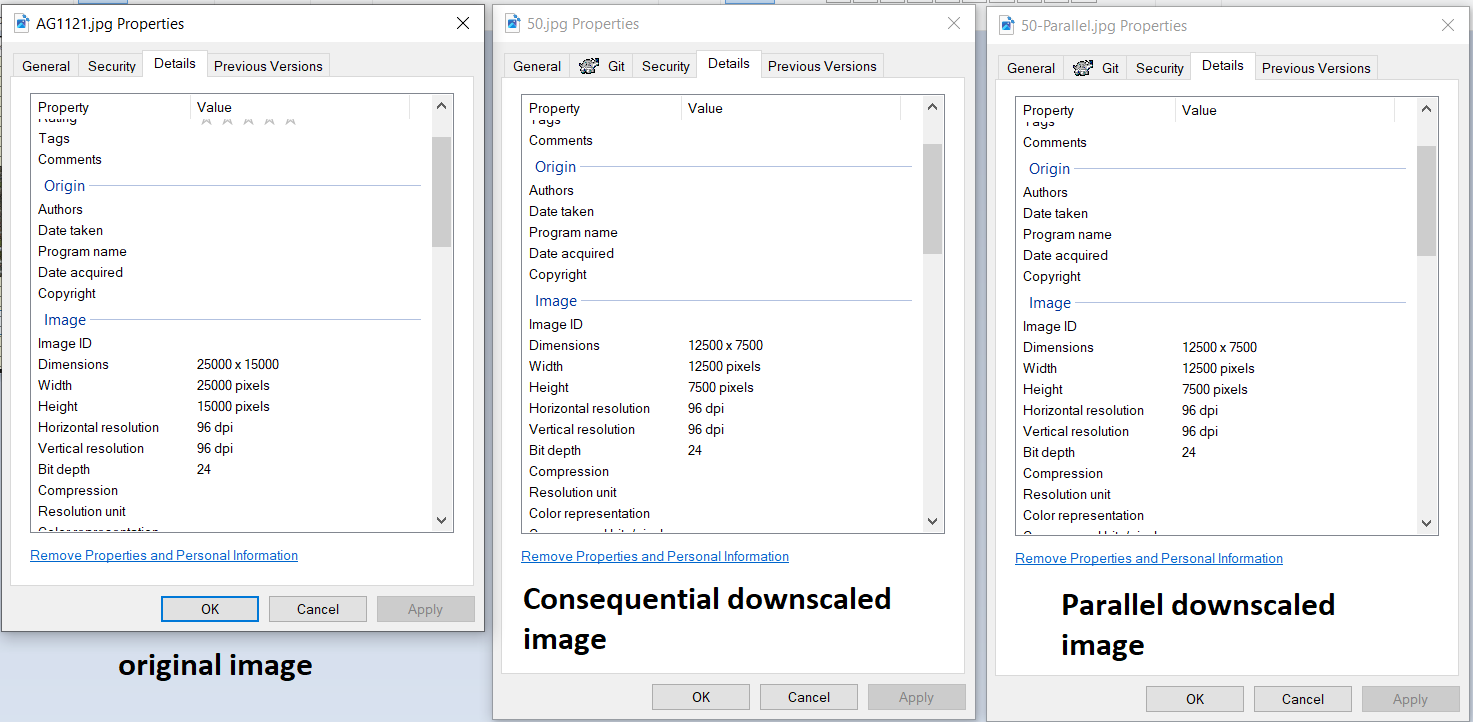 AG1121.jpg Properties
General Security Details Previous Versions
Property Value
Rating
Tags
Comments
Origin
Authors
Date taken
Program name
Date acquired
Copyright
Image
Image ID
Dimensions 25000 x 15000
Width 25000 pixels
Height 15000 pixels
Horizontal resolution 96 dpi
Vertical resolution 96 dpi
Bit depth 24
Compression
Resolution unit
Color representation
Remove Properties and Personal Information
OK Cancel Apply
original image
50.jpg Properties
General Git Security Details Previous Versions
Property Value
Tags
Comments
Origin
Authors
Date taken
Program name
Date acquired
Copyright
Image
Image ID
Dimensions 12500 x 7500
Width 12500 pixels
Height 7500 pixels
Horizontal resolution 96 dpi
Vertical resolution 96 dpi
Bit depth 24
Compression
Resolution unit
Color representation
Remove Properties and Personal Information
Consequential downscaled
image
OK Cancel Apply
50-Parallel.jpg Properties
General Git Security Details Previous Versions
Property Value
Tags
Comments
Origin
Authors
Date taken
Program name
Date acquired
Copyright
Image
Image ID
Dimensions 12500 x 7500
Width 12500 pixels
Height 7500 pixels
Horizontal resolution 96 dpi
Vertical resolution 96 dpi
Bit depth 24
Compression
Resolution unit
Color representation
Remove Properties and Personal Information
Parallel downscaled
image
OK Cancel Apply